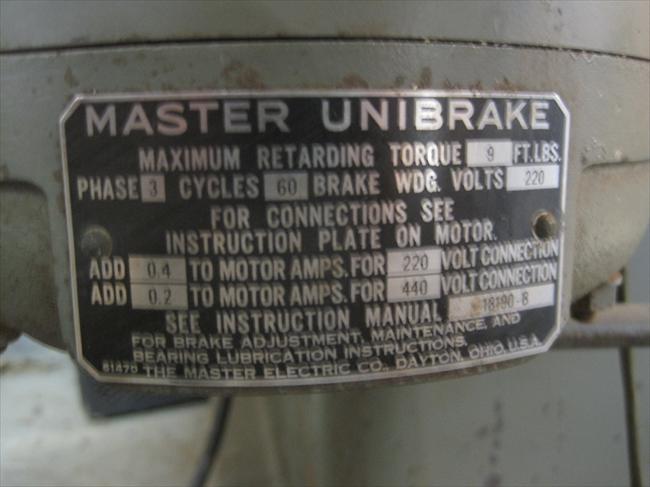 MASTER UNIBRAKE
MAXIMUM RETARDING TORQUE 9 FT.LBS.
PHASE 3 CYCLES 60 BRAKE WDG. VOLTS 220
FOR CONNECTIONS SEE
INSTRUCTION PLATE ON MOTOR.
ADD 0.4 TO MOTOR AMPS. FOR 220 VOLT CONNECTION
ADD 0.2 TO MOTOR AMPS. FOR 440 VOLT CONNECTION
SEE INSTRUCTION MANUAL 18190-B
FOR BRAKE ADJUSTMENT, MAINTENANCE, AND
BEARING LUBRICATION INSTRUCTIONS.
81470 THE MASTER ELECTRIC CO., DAYTON, OHIO, U.S.A.